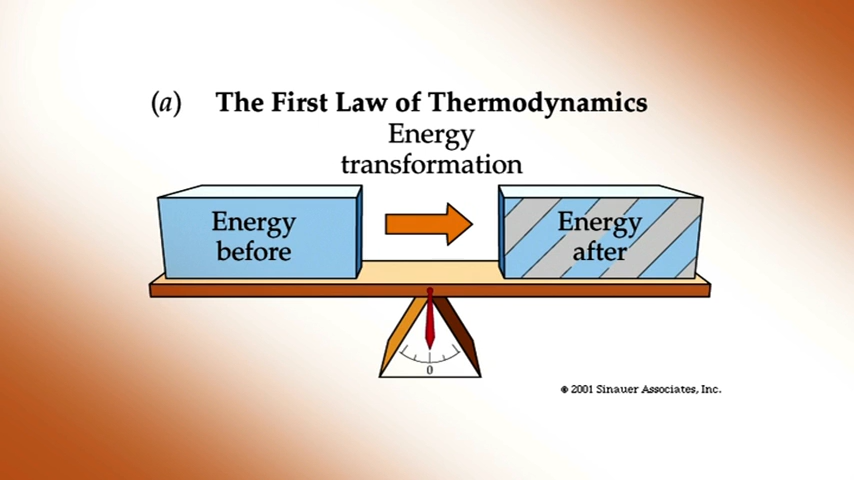 (a) The First Law of Thermodynamics
Energy
transformation
Energy
before
Energy
after
0
© 2001 Sinauer Associates, Inc.